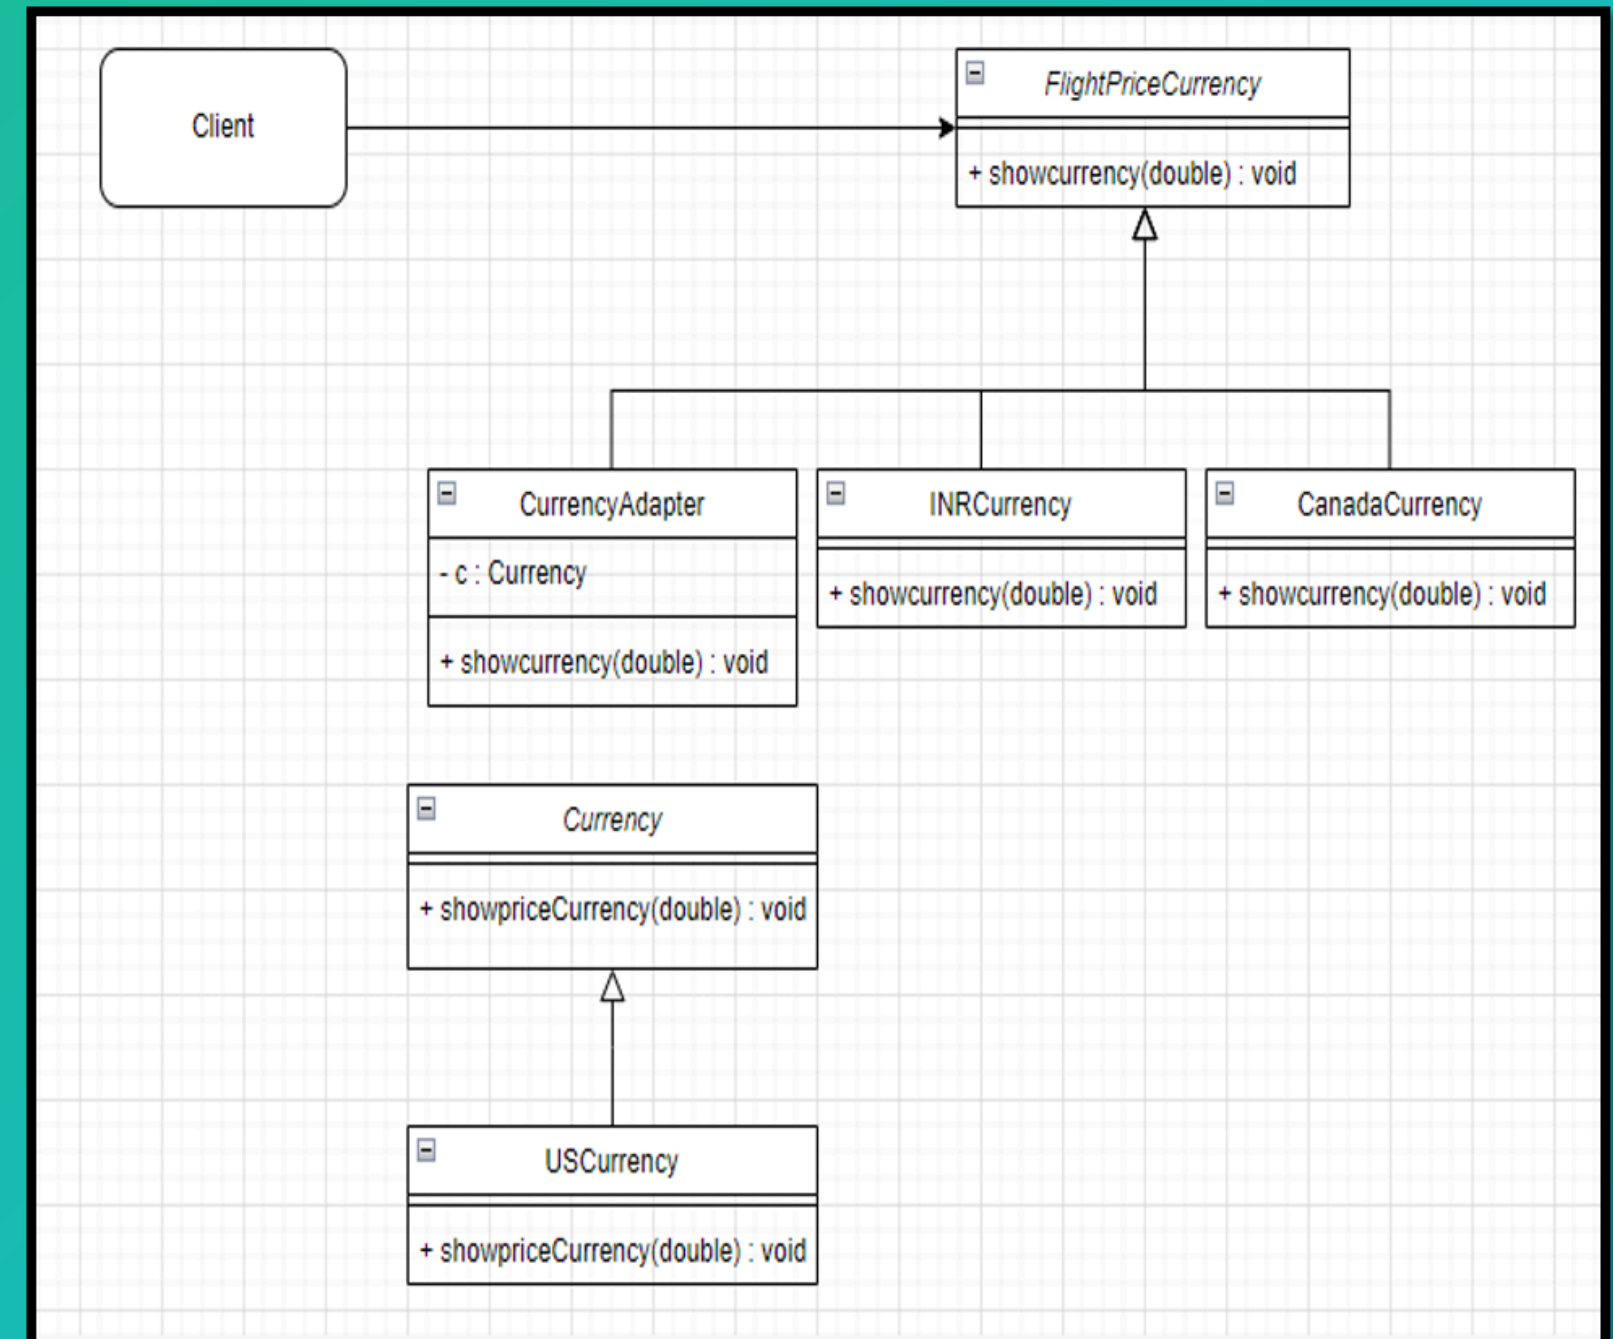 Client
FlightPriceCurrency
+ showcurrency(double) : void
CurrencyAdapter
- c : Currency
+ showcurrency(double) : void
INRCurrency
+ showcurrency(double) : void
CanadaCurrency
+ showcurrency(double) : void
Currency
+ showpriceCurrency(double) : void
USCurrency
+ showpriceCurrency(double) : void